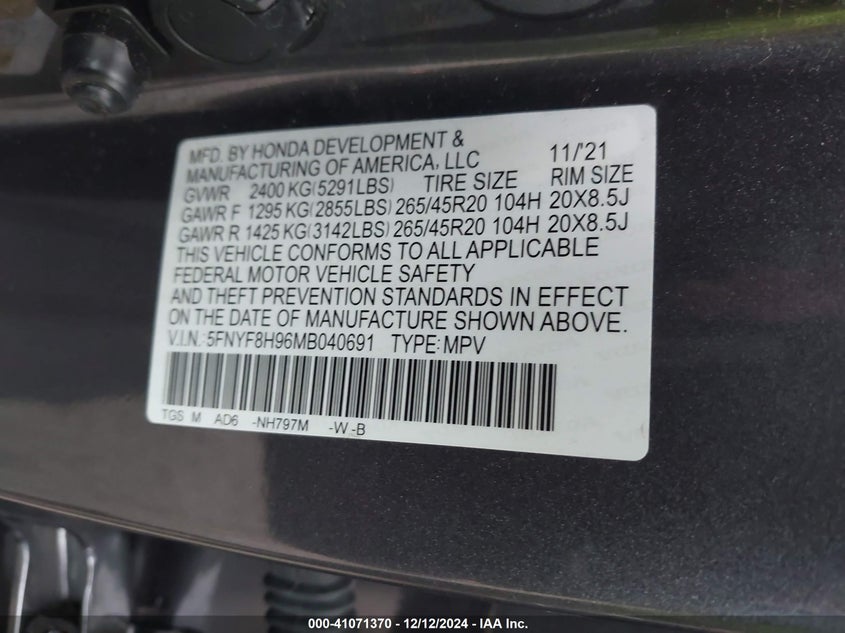 MFD. BY HONDA DEVELOPMENT &
MANUFACTURING OF AMERICA, LLC 11/'21
GVWR 2400 KG(5291LBS) TIRE SIZE RIM SIZE
GAWR F 1295 KG(2855LBS) 265/45R20 104H 20X8.5J
GAWR R 1425 KG(3142LBS) 265/45R20 104H 20X8.5J
THIS VEHICLE CONFORMS TO ALL APPLICABLE
FEDERAL MOTOR VEHICLE SAFETY
AND THEFT PREVENTION STANDARDS IN EFFECT
ON THE DATE OF MANUFACTURE SHOWN ABOVE.
V.I.N.:5FNYF8H96MB040691 TYPE:MPV
TGS M AD6 -NH797M -W -B
000-41071370 - 12/12/2024 - IAA Inc.